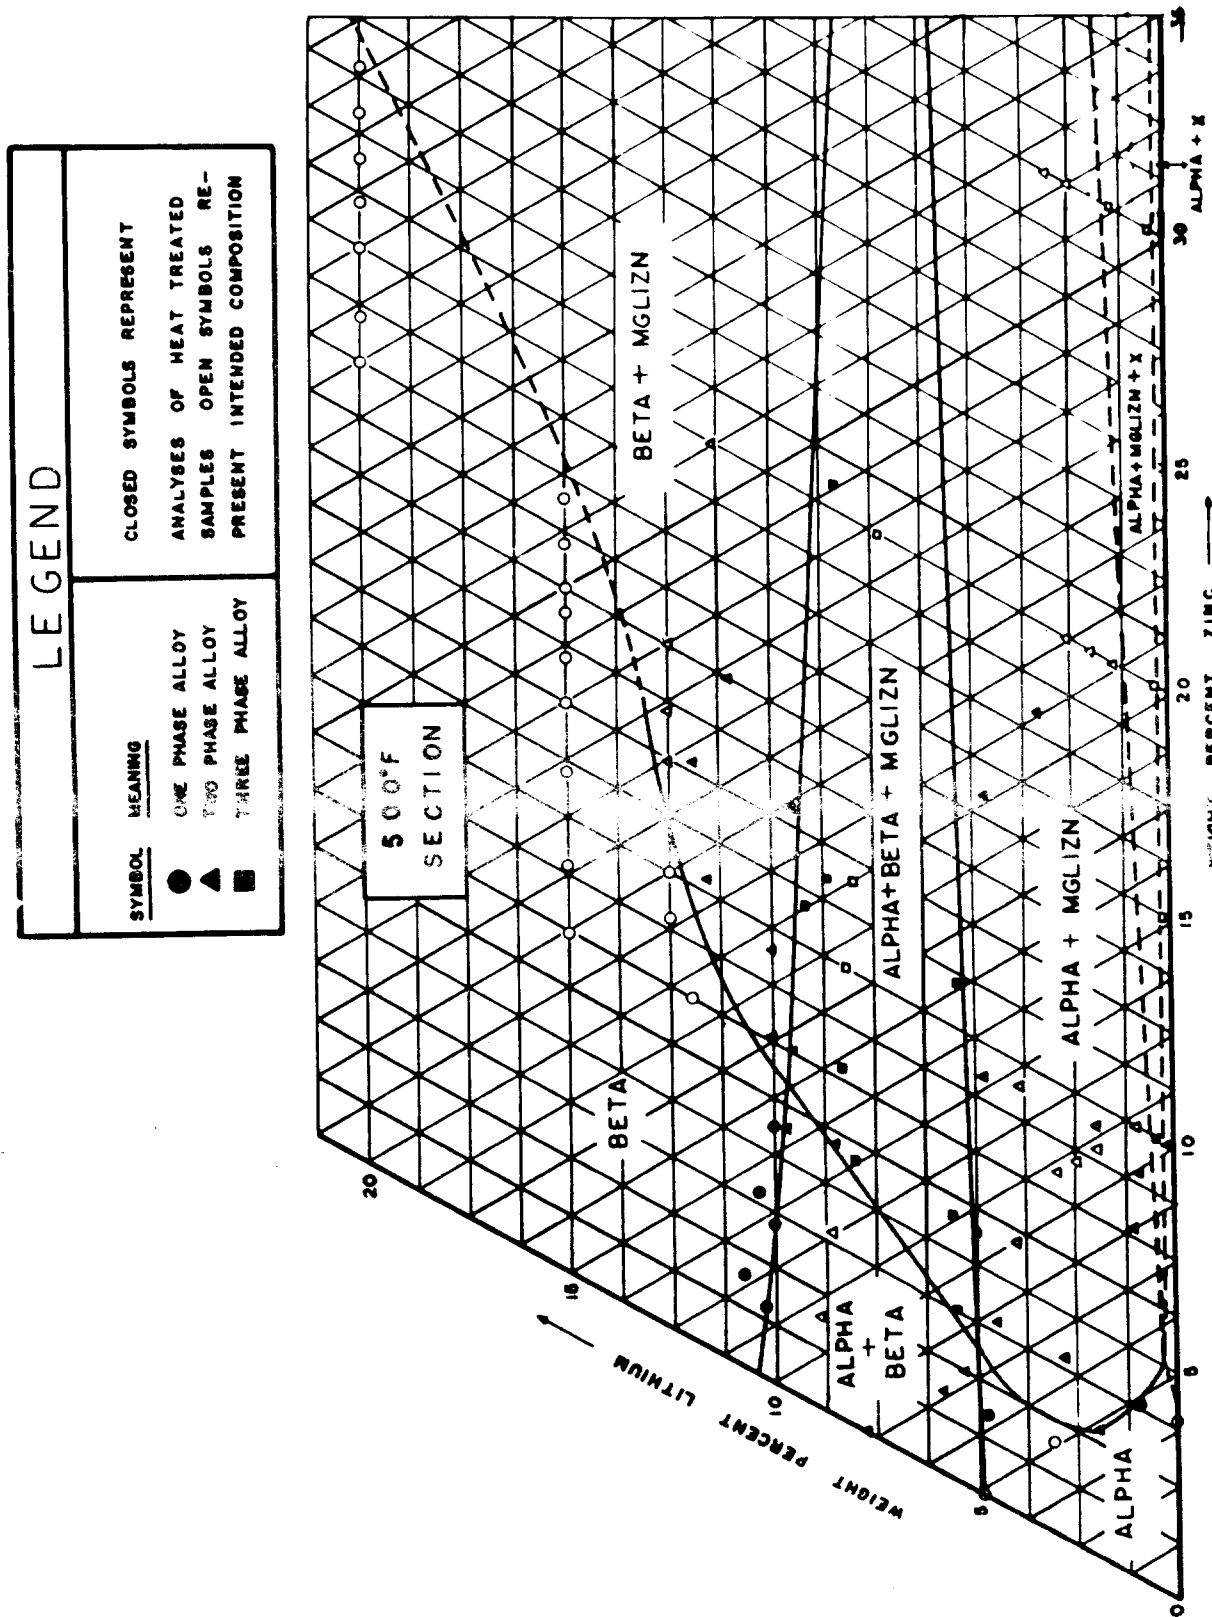 LEGEND
SYMBOL MEANING
ONE PHASE ALLOY
TWO PHASE ALLOY
THREE PHASE ALLOY
CLOSED SYMBOLS REPRESENT
ANALYSES OF HEAT TREATED
SAMPLES OPEN SYMBOLS RE-
PRESENT INTENDED COMPOSITION
500°F
SECTION
BETA
BETA + MGLIZN
ALPHA
+
BETA
ALPHA+BETA + MGLIZN
ALPHA + MGLIZN
ALPHA+MGLIZN+X
ALPHA + X
ALPHA
WEIGHT PERCENT LITHIUM
5
10
15
20
WEIGHT PERCENT ZINC
0
5
10
15
20
25
30
35